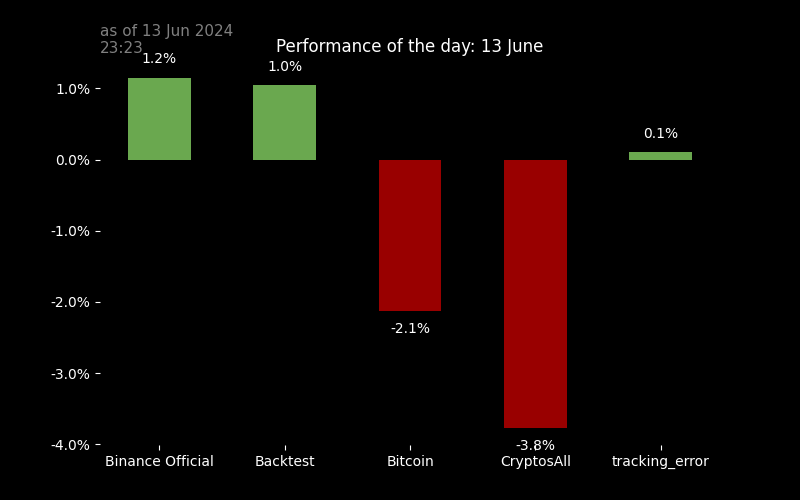 as of 13 Jun 2024
23:23
Performance of the day: 13 June
1.2%
1.0%
-2.1%
-3.8%
0.1%
1.0%
0.0%
-1.0%
-2.0%
-3.0%
-4.0%
Binance Official
Backtest
Bitcoin
CryptosAll
tracking_error